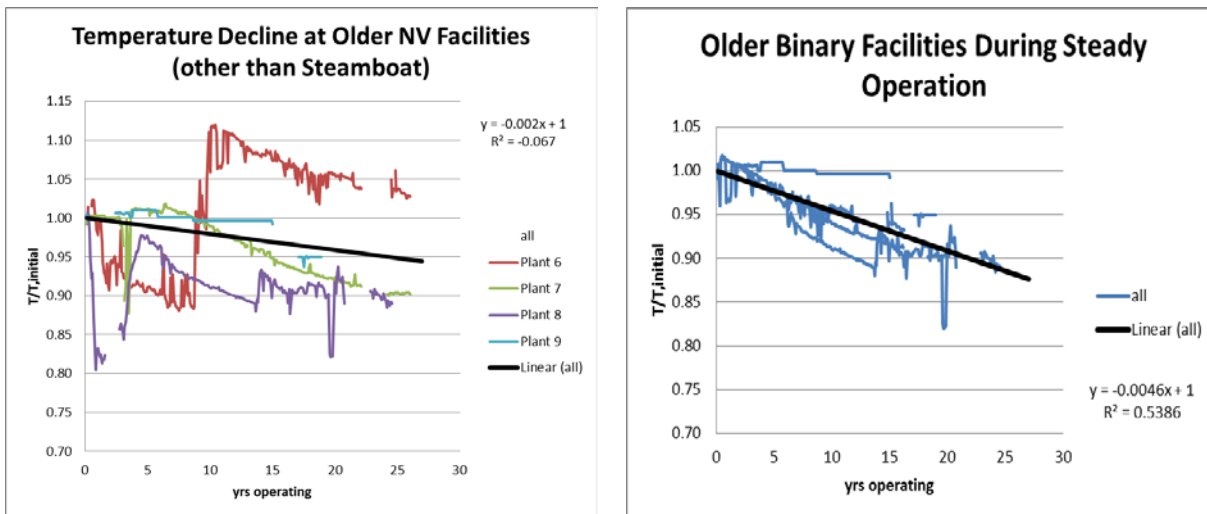 Temperature Decline at Older NV Facilities
(other than Steamboat)
1.15
1.10
1.05
1.00
0.95
0.90
0.85
0.80
0.75
0.70
T/T,initial
0
5
10
15
20
25
30
yrs operating
y = -0.002x + 1
R² = -0.067
all
Plant 6
Plant 7
Plant 8
Plant 9
Linear (all)
Older Binary Facilities During Steady
Operation
1.05
1.00
0.95
0.90
0.85
0.80
0.75
0.70
T/T,initial
0
5
10
15
20
25
30
yrs operating
all
Linear (all)
y = -0.0046x + 1
R² = 0.5386